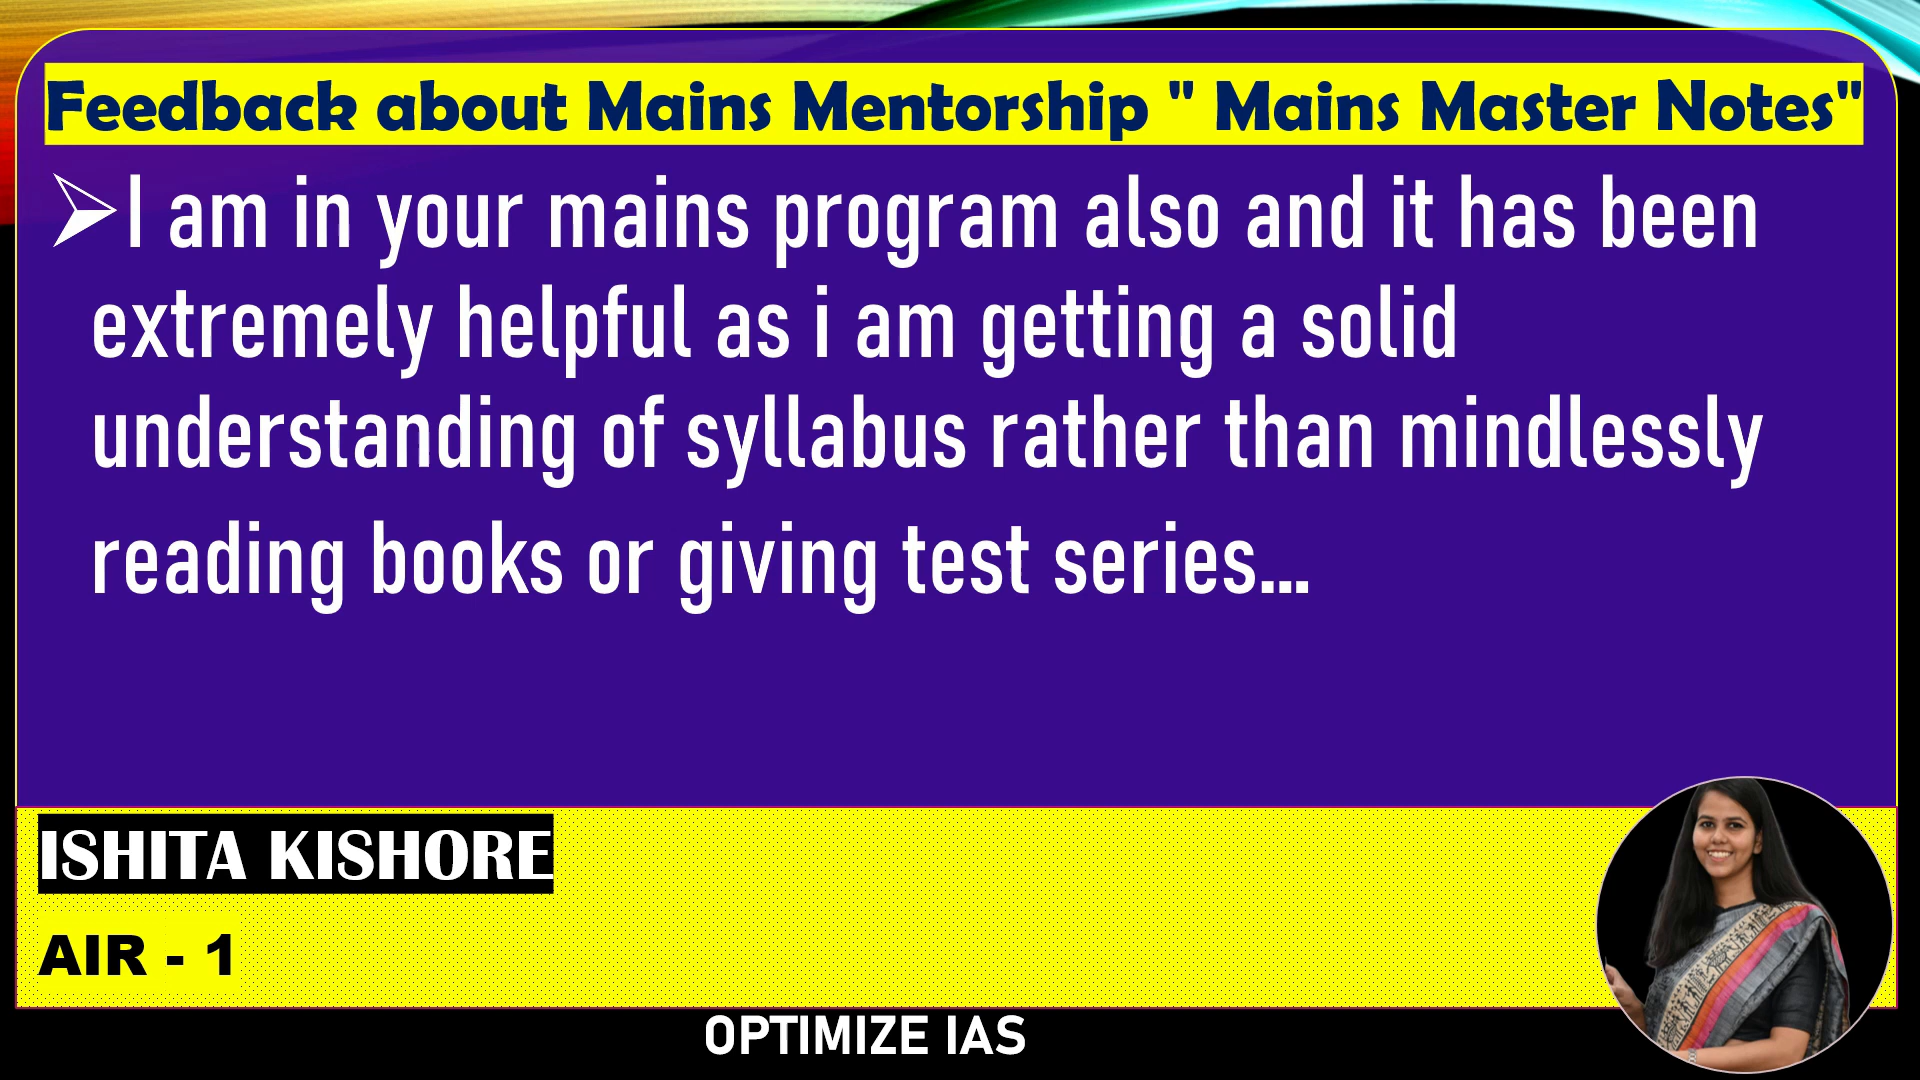 Feedback about Mains Mentorship " Mains Master Notes"
➢I am in your mains program also and it has been
extremely helpful as i am getting a solid
understanding of syllabus rather than mindlessly
reading books or giving test series...
ISHITA KISHORE
AIR - 1
OPTIMIZE IAS